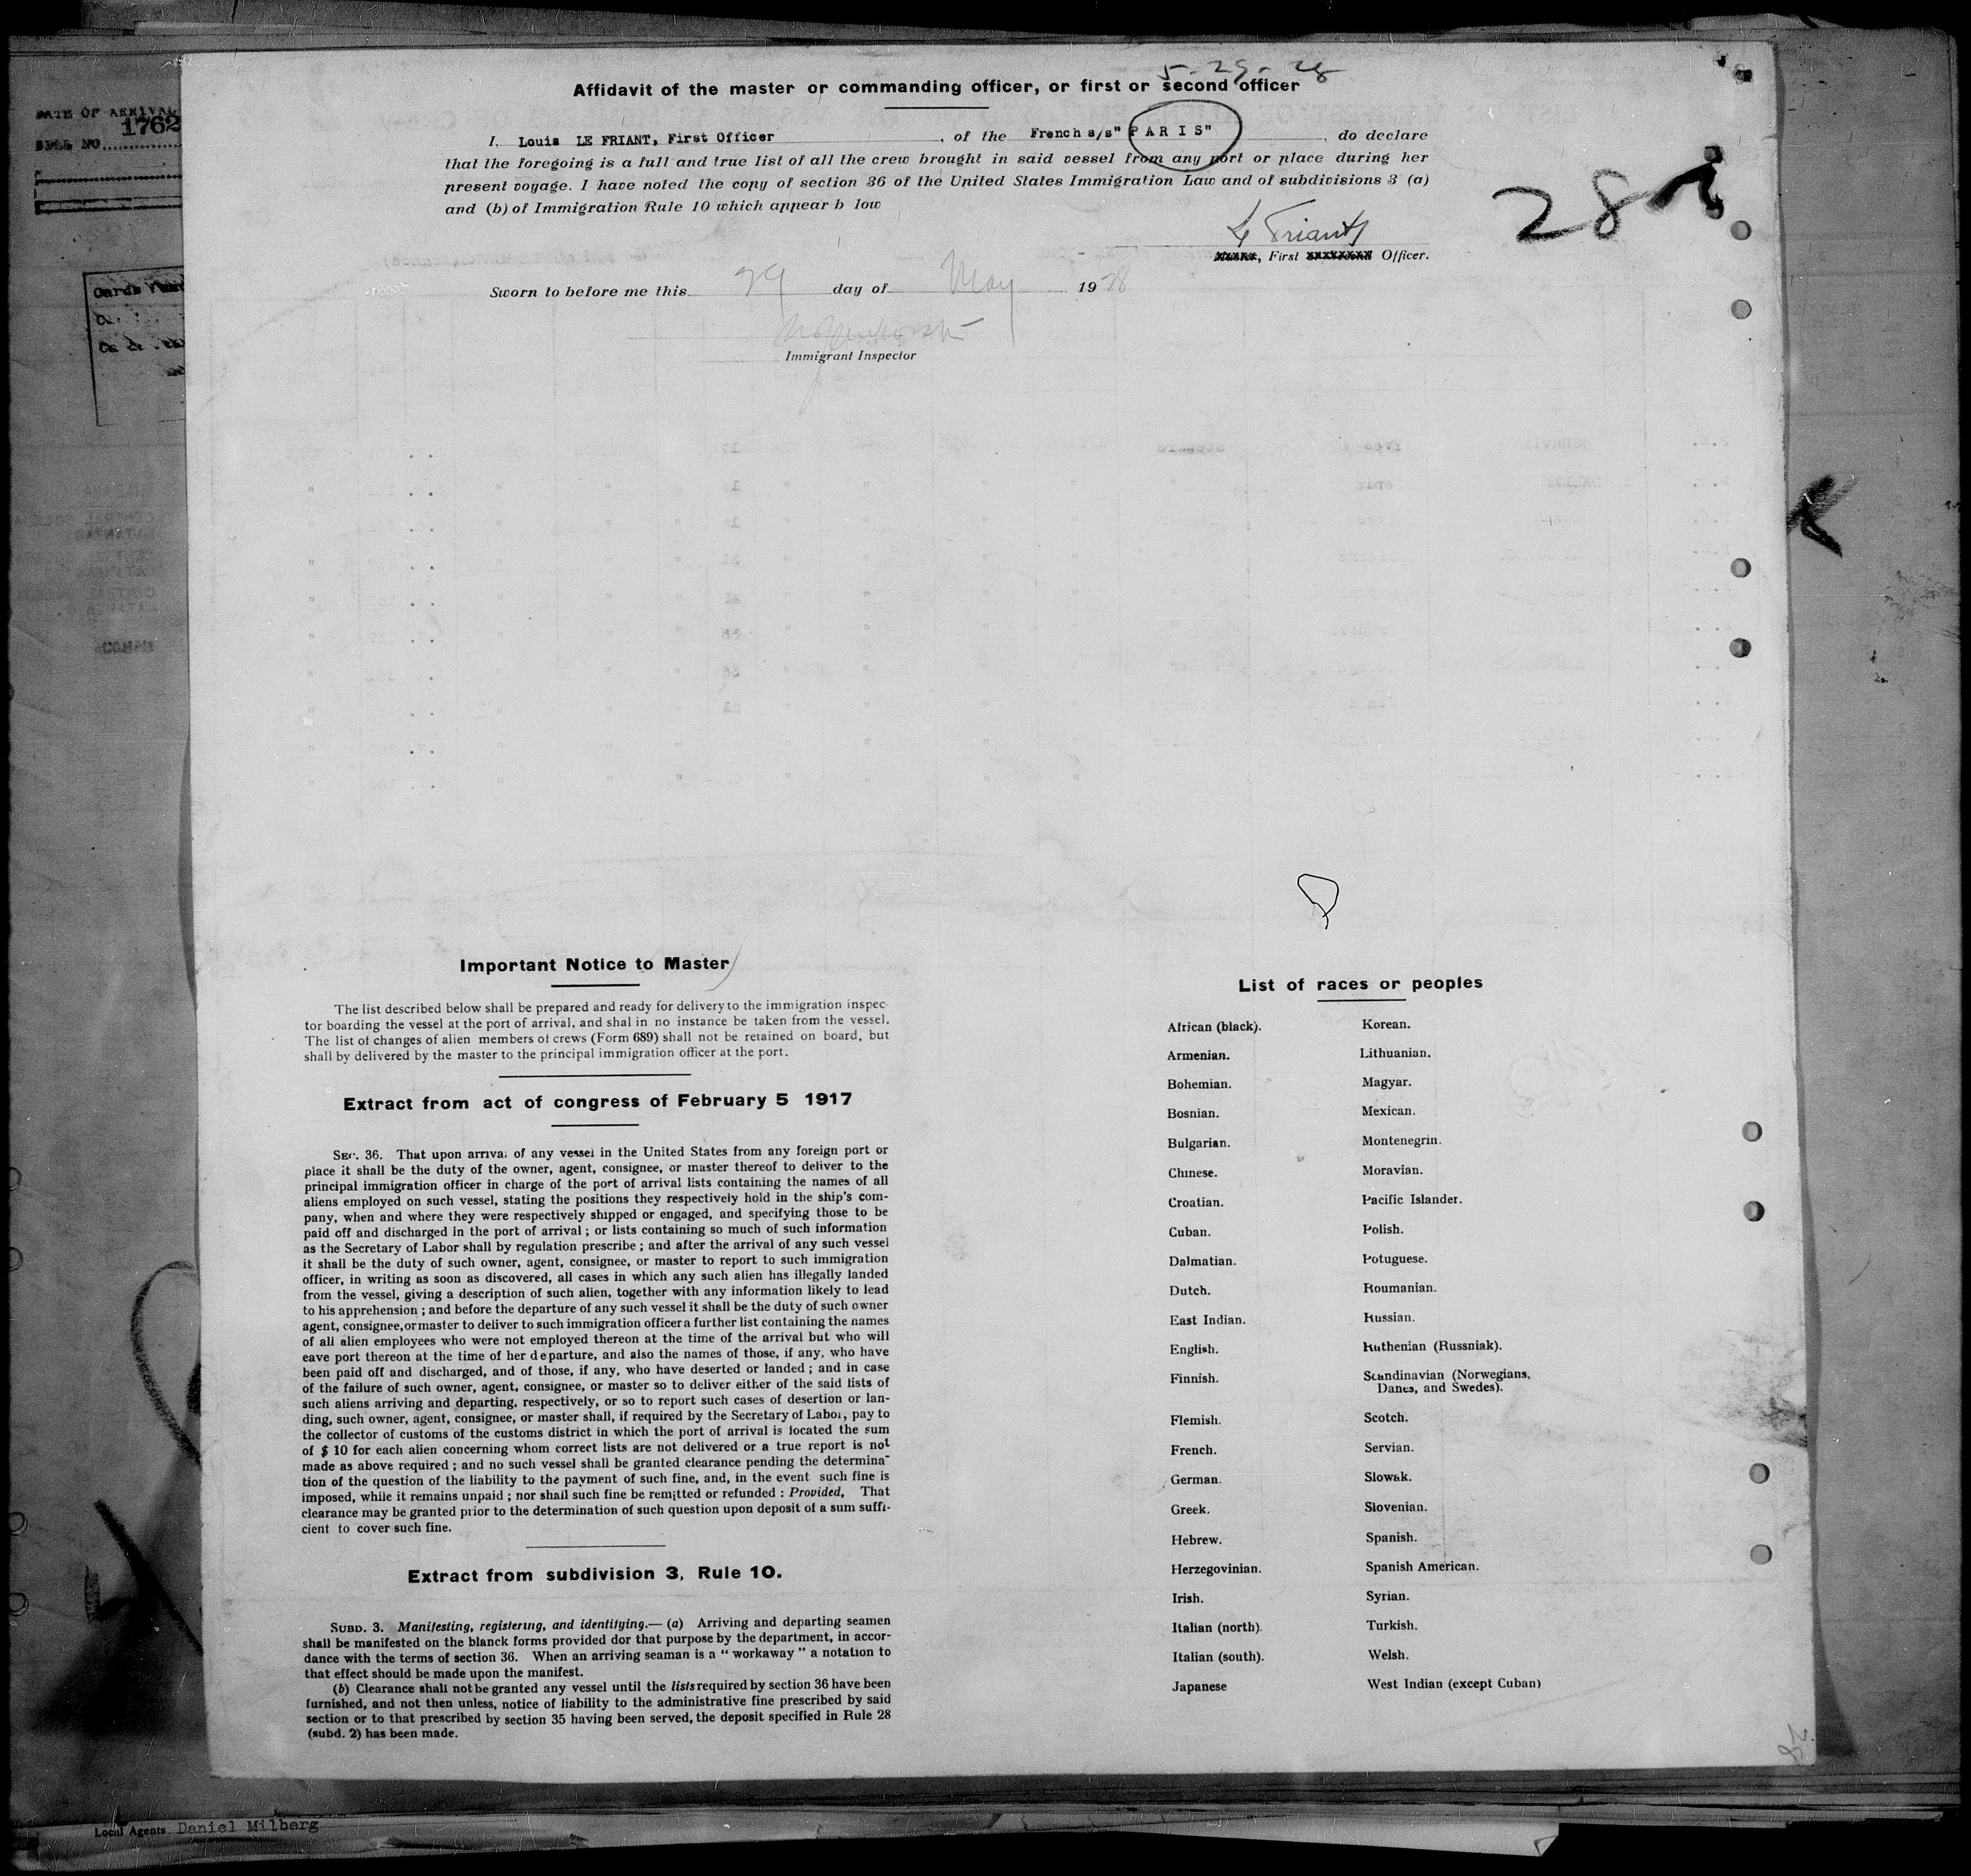 DATE OF ARRIVAL
1762
5-29-28
Affidavit of the master or commanding officer, or first or second officer
I, Louis LE FRIANT, First Officer, of the French s/s "PARIS", do declare
that the foregoing is a full and true list of all the crew brought in said vessel from any port or place during her
present voyage. I have noted the copy of section 36 of the United States Immigration Law and of subdivisions 3 (a)
and (b) of Immigration Rule 10 which appear b low
28
Le Friant
xxxxx, First xxxxxxxx Officer.
Sworn to before me this 29 day of May 1928
Immigrant Inspector
Important Notice to Master
The list described below shall be prepared and ready for delivery to the immigration inspec-
tor boarding the vessel at the port of arrival, and shal in no instance be taken from the vessel.
The list of changes of alien members of crews (Form 689) shall not be retained on board, but
shall by delivered by the master to the principal immigration officer at the port.
Extract from act of congress of February 5 1917
SEC. 36. That upon arrival of any vessel in the United States from any foreign port or
place it shall be the duty of the owner, agent, consignee, or master thereof to deliver to the
principal immigration officer in charge of the port of arrival lists containing the names of all
aliens employed on such vessel, stating the positions they respectively hold in the ship's com-
pany, when and where they were respectively shipped or engaged, and specifying those to be
paid off and discharged in the port of arrival ; or lists containing so much of such information
as the Secretary of Labor shall by regulation prescribe ; and after the arrival of any such vessel
it shall be the duty of such owner, agent, consignee, or master to report to such immigration
officer, in writing as soon as discovered, all cases in which any such alien has illegally landed
from the vessel, giving a description of such alien, together with any information likely to lead
to his apprehension ; and before the departure of any such vessel it shall be the duty of such owner
agent, consignee, or master to deliver to such immigration officer a further list containing the names
of all alien employees who were not employed thereon at the time of the arrival but who will
eave port thereon at the time of her departure, and also the names of those, if any, who have
been paid off and discharged, and of those, if any, who have deserted or landed ; and in case
of the failure of such owner, agent, consignee, or master so to deliver either of the said lists of
such aliens arriving and departing, respectively, or so to report such cases of desertion or lan-
ding, such owner, agent, consignee, or master shall, if required by the Secretary of Labor, pay to
the collector of customs of the customs district in which the port of arrival is located the sum
of $ 10 for each alien concerning whom correct lists are not delivered or a true report is not
made as above required ; and no such vessel shall be granted clearance pending the determina-
tion of the question of the liability to the payment of such fine, and, in the event such fine is
imposed, while it remains unpaid ; nor shall such fine be remitted or refunded : Provided, That
clearance may be granted prior to the determination of such question upon deposit of a sum suffi-
cient to cover such fine.
Extract from subdivision 3, Rule 10.
SUBD. 3. Manifesting, registering, and identifying.— (a) Arriving and departing seamen
shall be manifested on the blanck forms provided dor that purpose by the department, in accor-
dance with the terms of section 36. When an arriving seaman is a “ workaway ” a notation to
that effect should be made upon the manifest.
(b) Clearance shall not be granted any vessel until the lists required by section 36 have been
furnished, and not then unless, notice of liability to the administrative fine prescribed by said
section or to that prescribed by section 35 having been served, the deposit specified in Rule 28
(subd. 2) has been made.
List of races or peoples
African (black).
Armenian.
Bohemian.
Bosnian.
Bulgarian.
Chinese.
Croatian.
Cuban.
Dalmatian.
Dutch.
East Indian.
English.
Finnish.
Flemish.
French.
German.
Greek.
Hebrew.
Herzegovinian.
Irish.
Italian (north).
Italian (south).
Japanese
Korean.
Lithuanian.
Magyar.
Mexican.
Montenegrin.
Moravian.
Pacific Islander.
Polish.
Potuguese.
Roumanian.
Russian.
Ruthenian (Russniak).
Scandinavian (Norwegians,
Danes, and Swedes).
Scotch.
Servian.
Slowak.
Slovenian.
Spanish.
Spanish American.
Syrian.
Turkish.
Welsh.
West Indian (except Cuban)
Local Agents Daniel Milberg